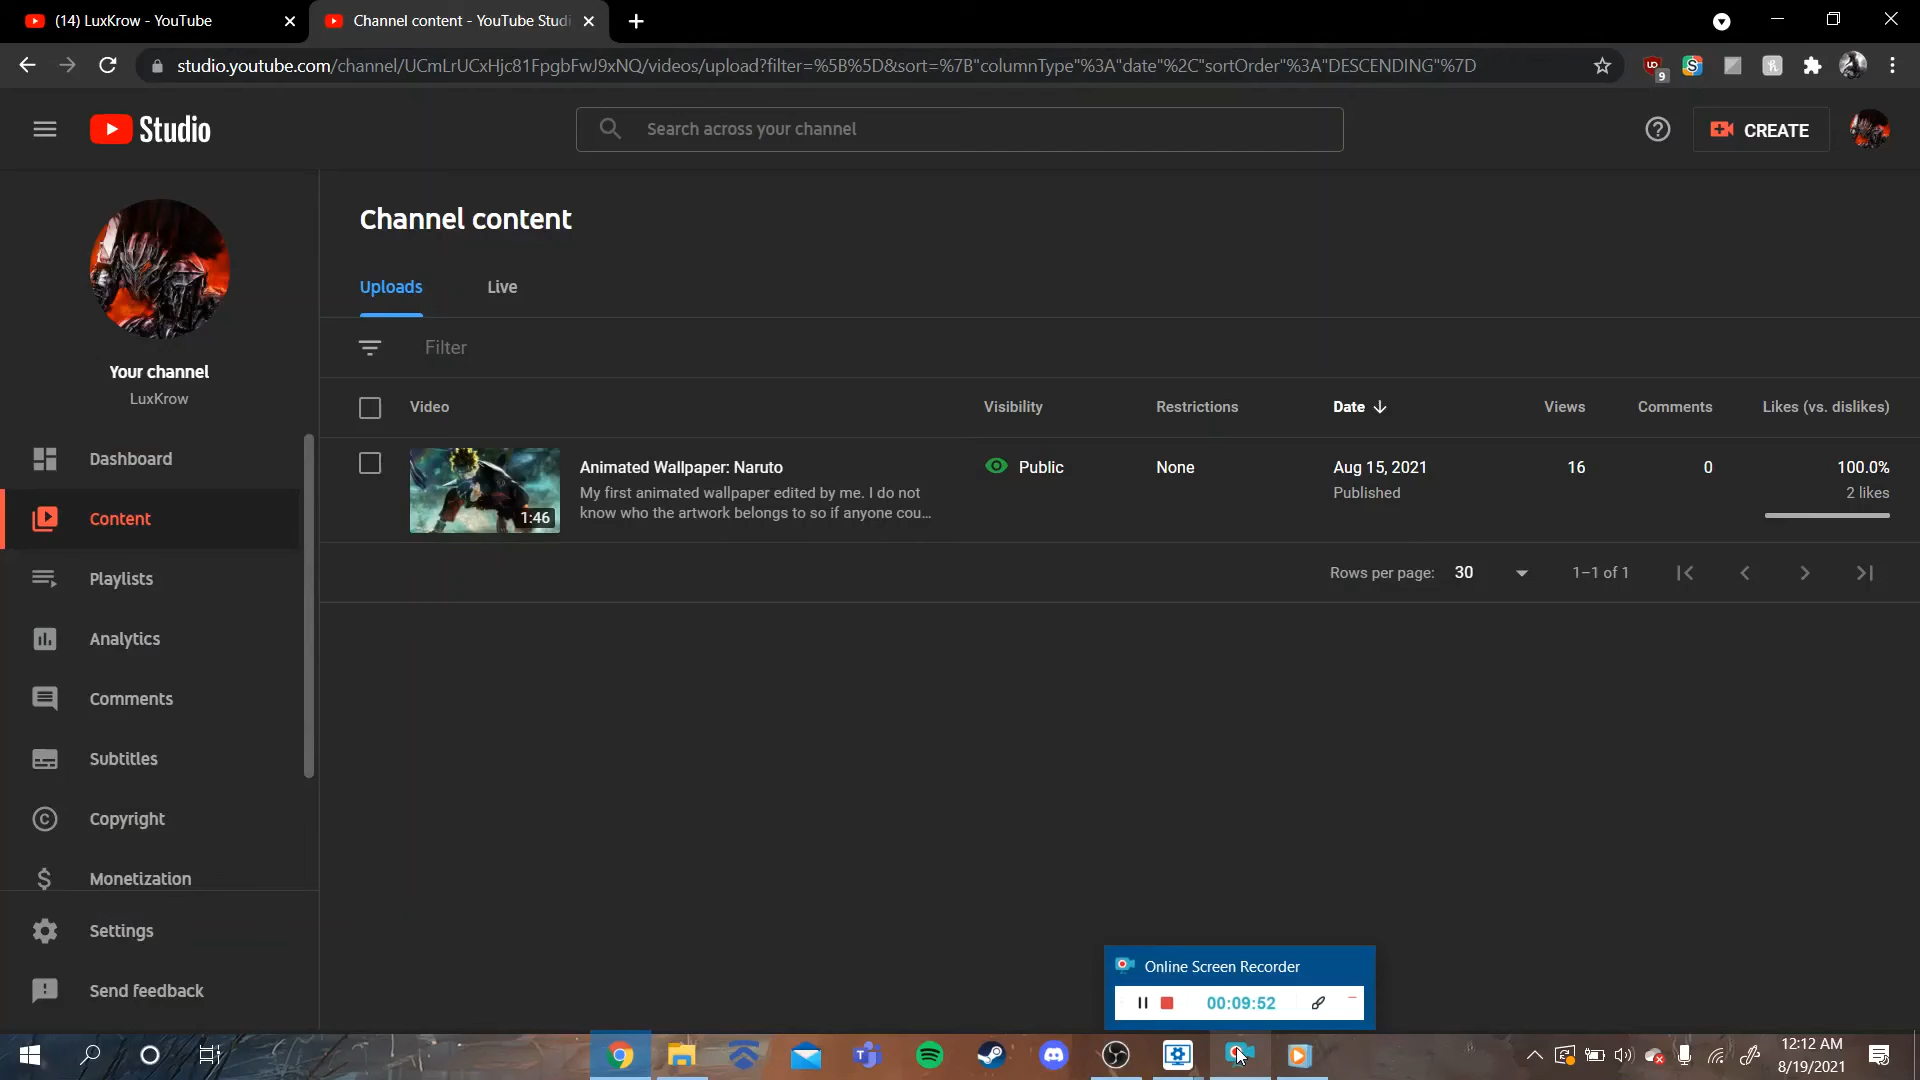 (14) LuxKrow - YouTube
Channel content - YouTube Studi
studio.youtube.com/channel/UCmLrUCxHjc81FpgbFwJ9xNQ/videos/upload?filter=%5B%5D&sort=%7B"columnType"%3A"date"%2C"sortOrder"%3A"DESCENDING"%7D
9
Studio
Search across your channel
CREATE
Your channel
LuxKrow
Dashboard
Content
Playlists
Analytics
Comments
Subtitles
Copyright
Monetization
Settings
Send feedback
Channel content
Uploads Live
Filter
Video Visibility Restrictions Date Views Comments Likes (vs. dislikes)
1:46
Animated Wallpaper: Naruto Public None Aug 15, 2021 16 0 100.0%
My first animated wallpaper edited by me. I do not Published 2 likes
know who the artwork belongs to so if anyone cou...
Rows per page: 30 1–1 of 1
Online Screen Recorder
00:09:52
12:12 AM
8/19/2021